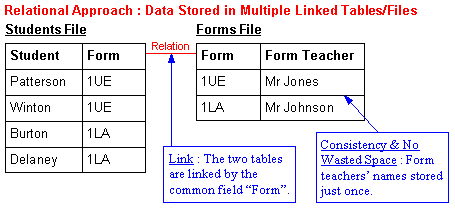 Relational Approach : Data Stored in Multiple Linked Tables/Files
Students File
Forms File
Relation
Student Form
Patterson 1UE
Winton 1UE
Burton 1LA
Delaney 1LA
Form Form Teacher
1UE Mr Jones
1LA Mr Johnson
Link : The two tables
are linked by the
common field “Form”.
Consistency & No
Wasted Space : Form
teachers’ names stored
just once.